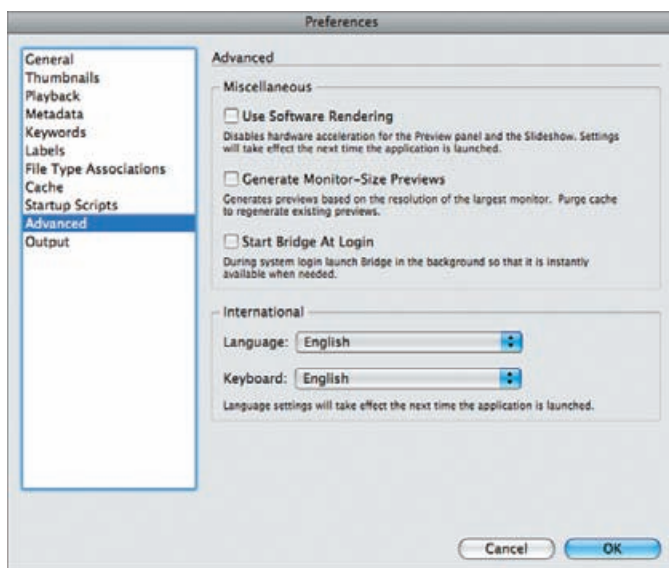 Preferences
General
Thumbnails
Playback
Metadata
Keywords
Labels
File Type Associations
Cache
Startup Scripts
Advanced
Output
Advanced
Miscellaneous
Use Software Rendering
Disables hardware acceleration for the Preview panel and the Slideshow. Settings
will take effect the next time the application is launched.
Generate Monitor-Size Previews
Generates previews based on the resolution of the largest monitor. Purge cache
to regenerate existing previews.
Start Bridge At Login
During system login launch Bridge in the background so that it is instantly
available when needed.
International
Language: English
Keyboard: English
Language settings will take effect the next time the application is launched.
Cancel
OK